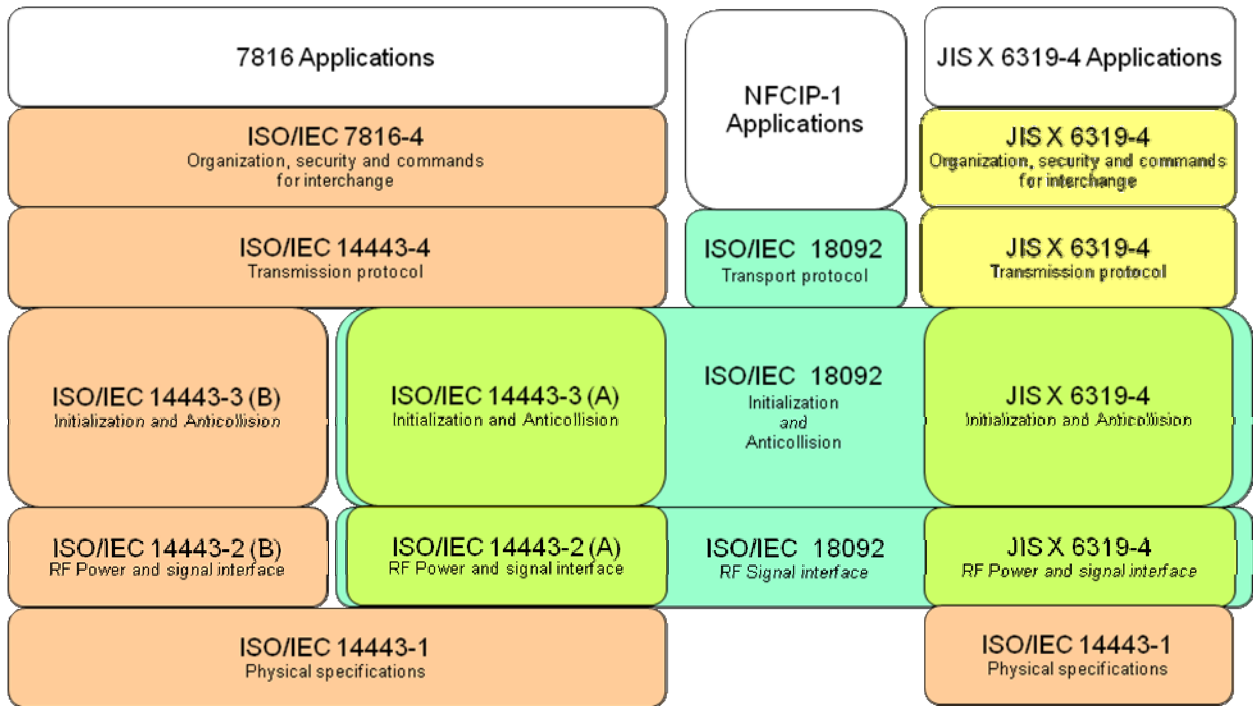 7816 Applications
ISO/IEC 7816-4
Organization, security and commands
for interchange
ISO/IEC 14443-4
Transmission protocol
ISO/IEC 14443-3 (B)
Initialization and Anticollision
ISO/IEC 14443-3 (A)
Initialization and Anticollision
ISO/IEC 14443-2 (B)
RF Power and signal interface
ISO/IEC 14443-2 (A)
RF Power and signal interface
ISO/IEC 14443-1
Physical specifications
NFCIP-1
Applications
ISO/IEC 18092
Transport protocol
ISO/IEC 18092
Initialization
and
Anticollision
ISO/IEC 18092
RF Signal interface
JIS X 6319-4 Applications
JIS X 6319-4
Organization, security and commands
for interchange
JIS X 6319-4
Transmission protocol
JIS X 6319-4
Initialization and Anticollision
JIS X 6319-4
RF Power and signal interface
ISO/IEC 14443-1
Physical specifications